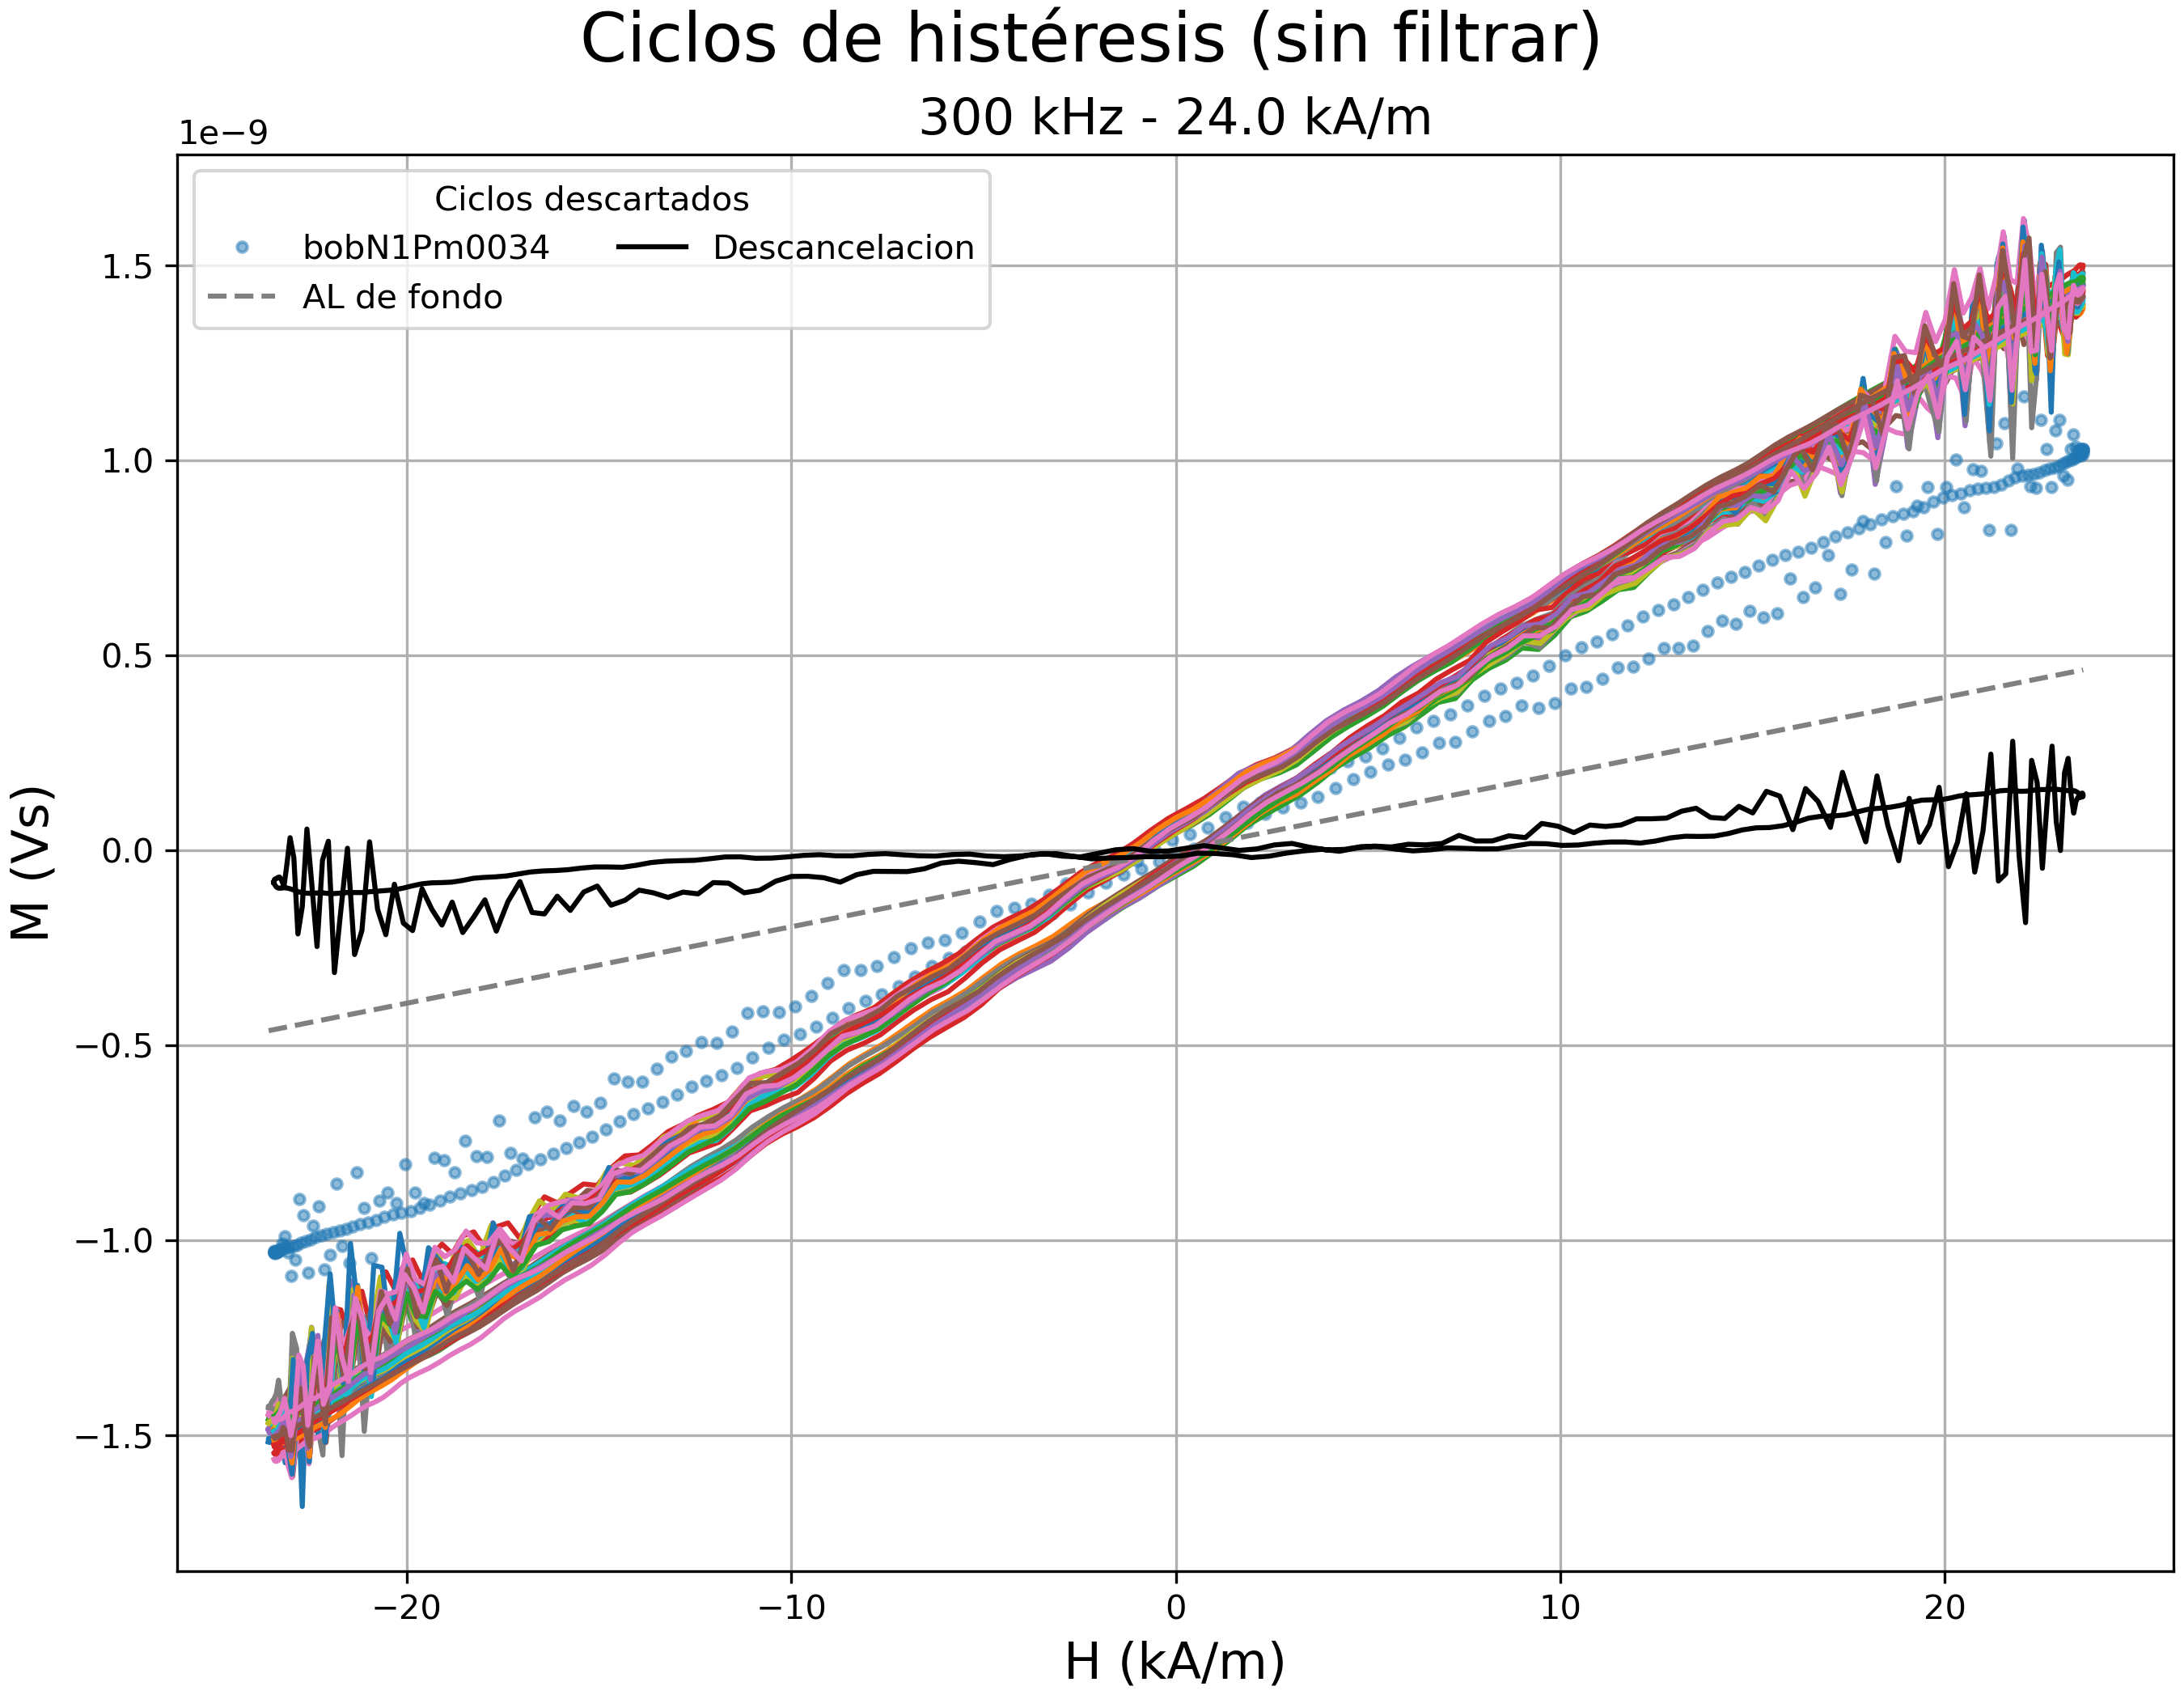 Ciclos de histéresis (sin filtrar)
300 kHz - 24.0 kA/m
1e−9
Ciclos descartados
bobN1Pm0034
Descancelacion
AL de fondo
1.5
1.0
0.5
0.0
−0.5
−1.0
−1.5
M (Vs)
−20
−10
0
10
20
H (kA/m)